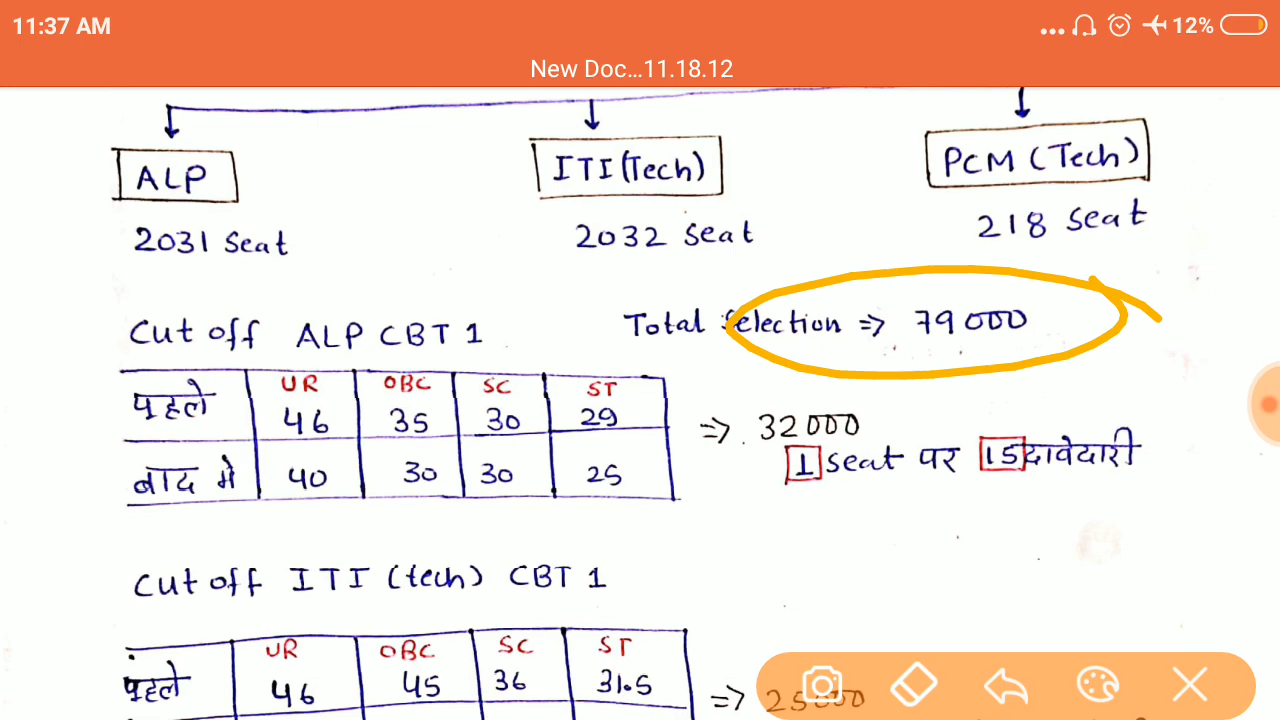 11:37 AM
12%
New Doc...11.18.12
ALP
ITI (Tech)
PCM (Tech)
2031 Seat
2032 Seat
218 Seat
Cut off ALP CBT 1
Total Selection => 79000
UR OBC SC ST
पहले 46 35 30 29
=> 32000
बाद मे 40 30 30 25
1 seat पर 15 दावेदारी
Cut off ITI (tech) CBT 1
UR OBC SC ST
पहले 46 45 36 31.5
=> 25000